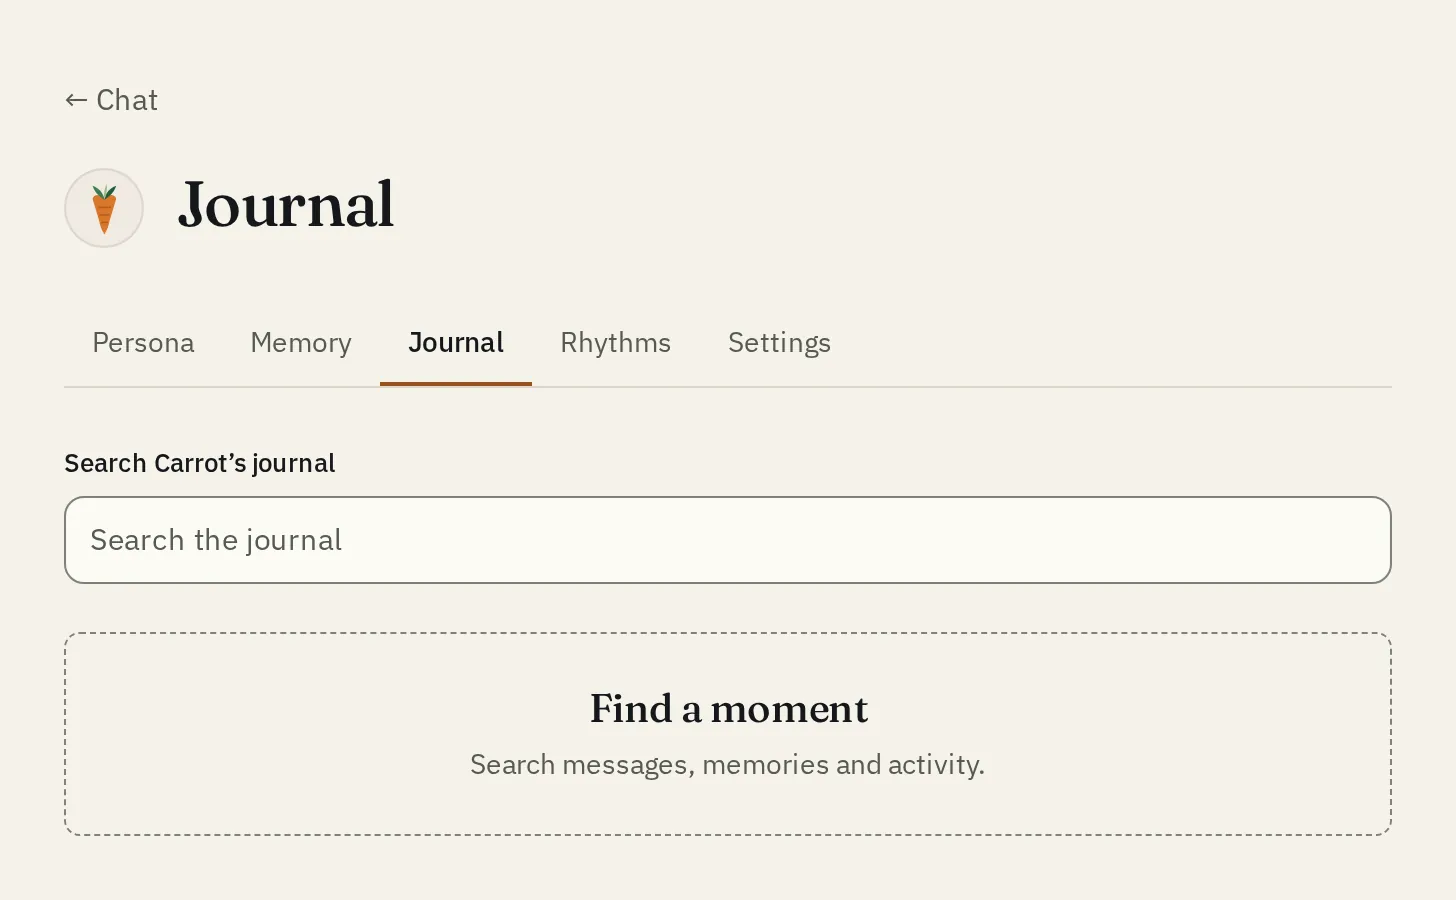 ← Chat
Journal
Persona Memory Journal Rhythms Settings
Search Carrot’s journal
Search the journal
Find a moment
Search messages, memories and activity.